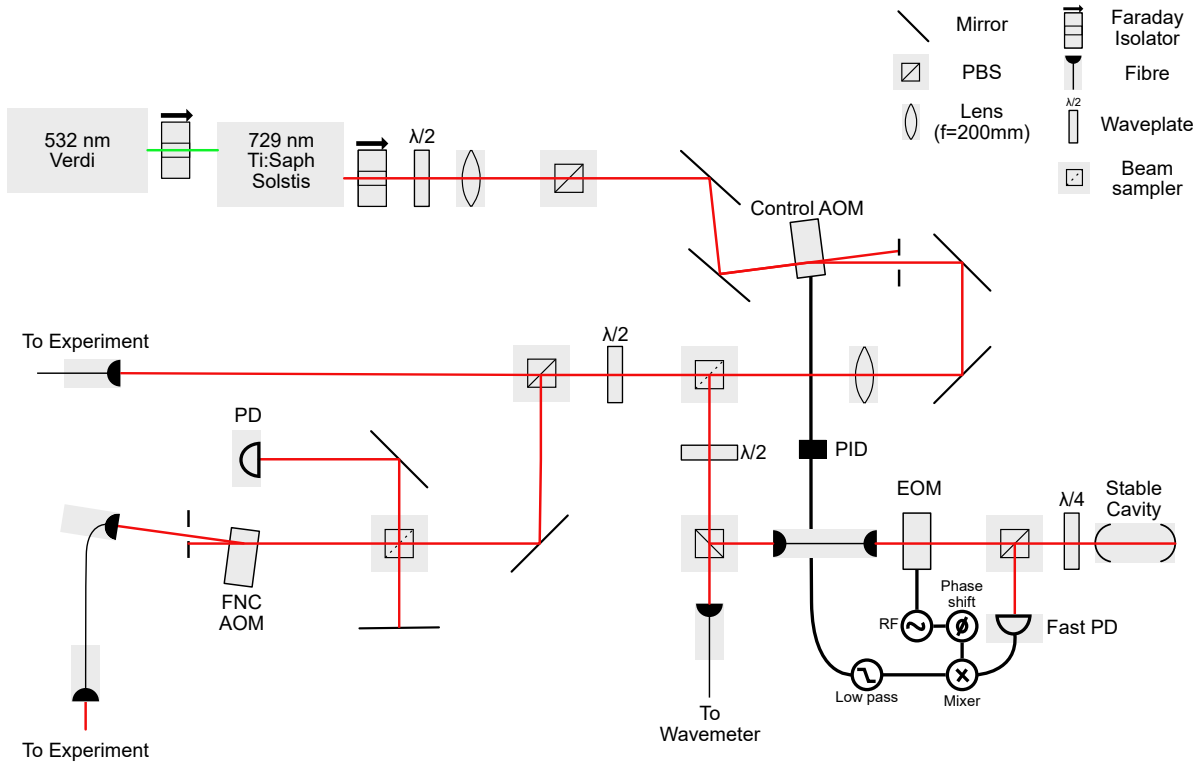 Mirror
Faraday
Isolator
PBS
Fibre
Lens
(f=200mm)
λ/2
Waveplate
Beam
sampler
532 nm
Verdi
729 nm
Ti:Saph
Solstis
λ/2
Control AOM
To Experiment
λ/2
PD
λ/2
PID
EOM
λ/4
Stable
Cavity
FNC
AOM
Phase
shift
RF
ϕ
Fast PD
Low pass
x
Mixer
To
Wavemeter
To Experiment